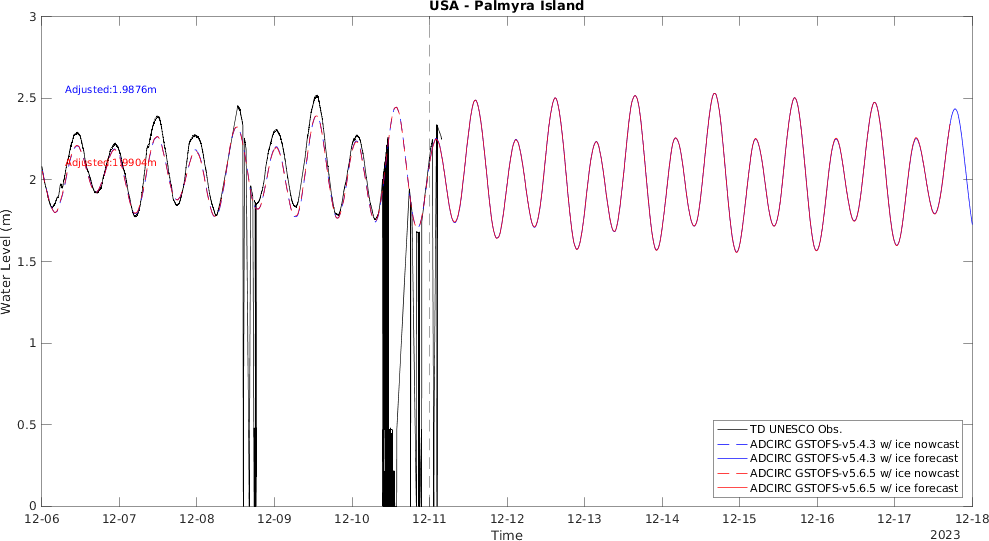 USA - Palmyra Island
3
2.5
2
1.5
1
0.5
0
Water Level (m)
Adjusted:1.9876m
Adjusted:1.9904m
12-06 12-07 12-08 12-09 12-10 12-11 12-12 12-13 12-14 12-15 12-16 12-17 12-18
Time
2023
TD UNESCO Obs.
ADCIRC GSTOFS-v5.4.3 w/ ice nowcast
ADCIRC GSTOFS-v5.4.3 w/ ice forecast
ADCIRC GSTOFS-v5.6.5 w/ ice nowcast
ADCIRC GSTOFS-v5.6.5 w/ ice forecast